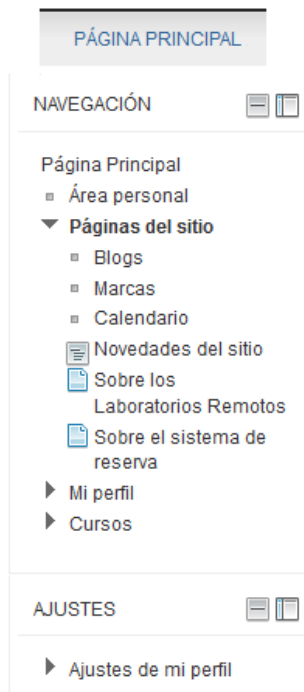 PÁGINA PRINCIPAL
NAVEGACIÓN
Página Principal
Área personal
Páginas del sitio
Blogs
Marcas
Calendario
Novedades del sitio
Sobre los
Laboratorios Remotos
Sobre el sistema de
reserva
Mi perfil
Cursos
AJUSTES
Ajustes de mi perfil